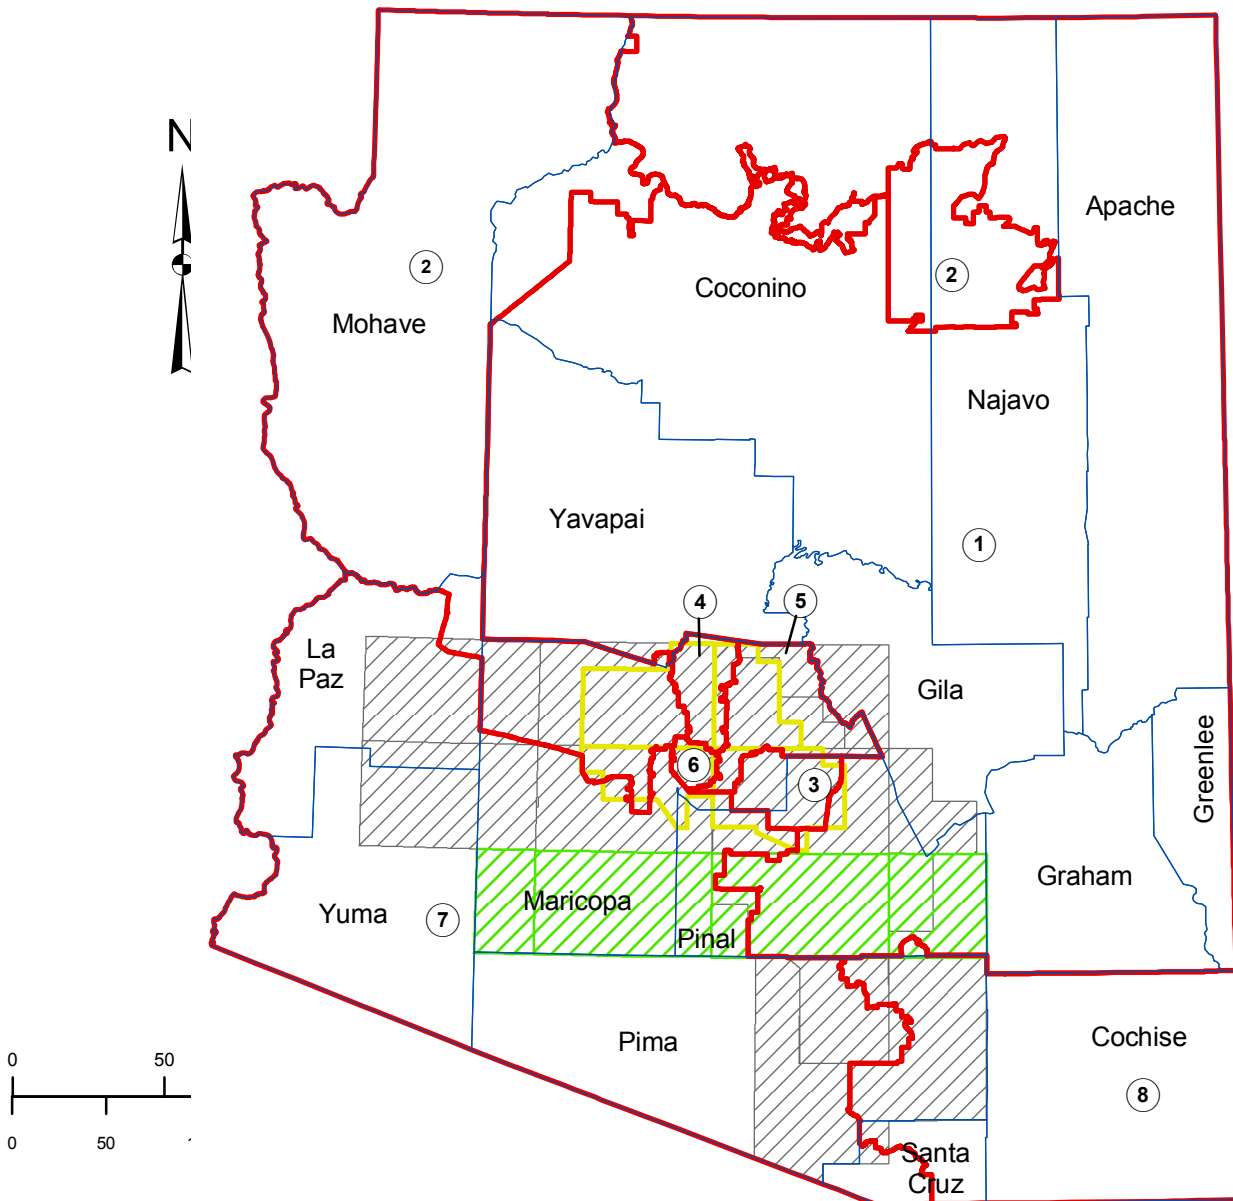 N
Apache
2
2
Coconino
Mohave
Najavo
Yavapai
1
4
5
La
Paz
Gila
Greenlee
6
3
Graham
Maricopa
Yuma
7
Pinal
Pima
Cochise
0
50
8
0
50
Santa
Cruz